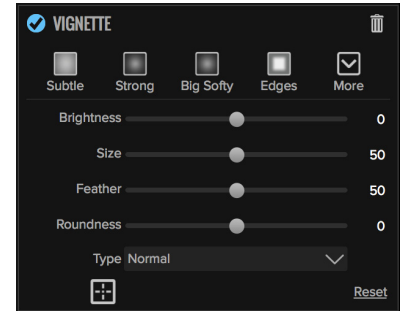 VIGNETTE
Subtle Strong Big Softy Edges More
Brightness 0
Size 50
Feather 50
Roundness 0
Type Normal
Reset